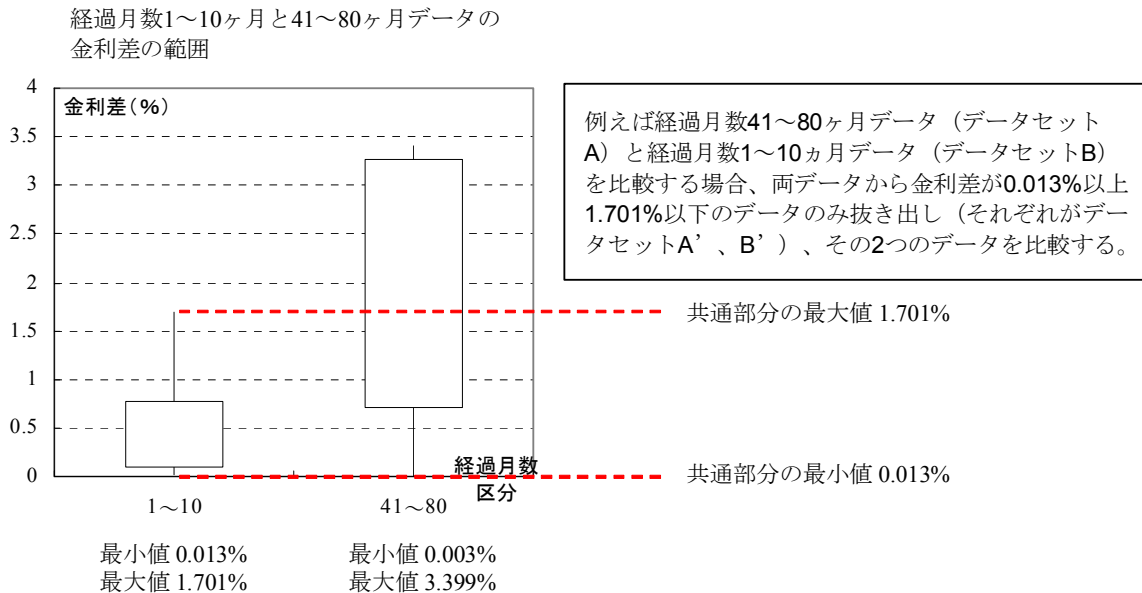 経過月数1～10ヶ月と41～80ヶ月データの
金利差の範囲
4
金利差（%）
3.5
3
2.5
2
1.5
1
0.5
0
経過月数
区分
1～10
41～80
最小値 0.013%
最大値 1.701%
最小値 0.003%
最大値 3.399%
例えば経過月数41～80ヶ月データ（データセット
A）と経過月数1～10ヵ月データ（データセットB）
を比較する場合、両データから金利差が0.013%以上
1.701%以下のデータのみ抜き出し（それぞれがデー
タセットA’、B’）、その2つのデータを比較する。
共通部分の最大値 1.701%
共通部分の最小値 0.013%